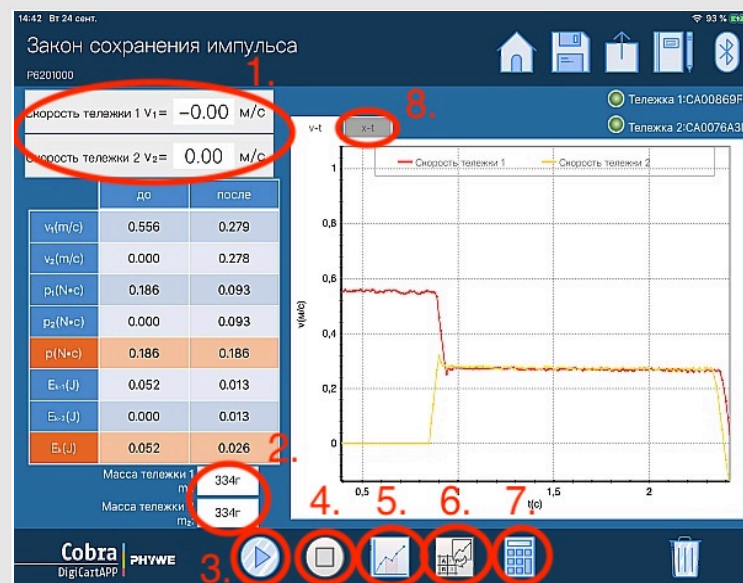 14:42 Вт 24 сент.
93 %
Закон сохранения импульса
P6201000
1.
Скорость тележки 1 V₁= −0.00 м/с
Скорость тележки 2 V₂= 0.00 м/с
8.
Тележка 1:CA00869F
Тележка 2:CA0076A3
v-t
x-t
до после
v₁(m/c) 0.556 0.279
v₂(m/c) 0.000 0.278
p₁(N•c) 0.186 0.093
p₂(N•c) 0.000 0.093
p(N•c) 0.186 0.186
Eₖ₋₁(J) 0.052 0.013
Eₖ₋₂(J) 0.000 0.013
Eₖ(J) 0.052 0.026
Скорость тележки 1
Скорость тележки 2
1
0,8
0,6
0,4
0,2
0
v(м/с)
0,5 1 1,5 2
t(c)
2.
Масса тележки 1 334г
Масса тележки 334г
m₂:
3.
4.
5.
6.
7.
Cobra
DigiCartAPP
PHYWE